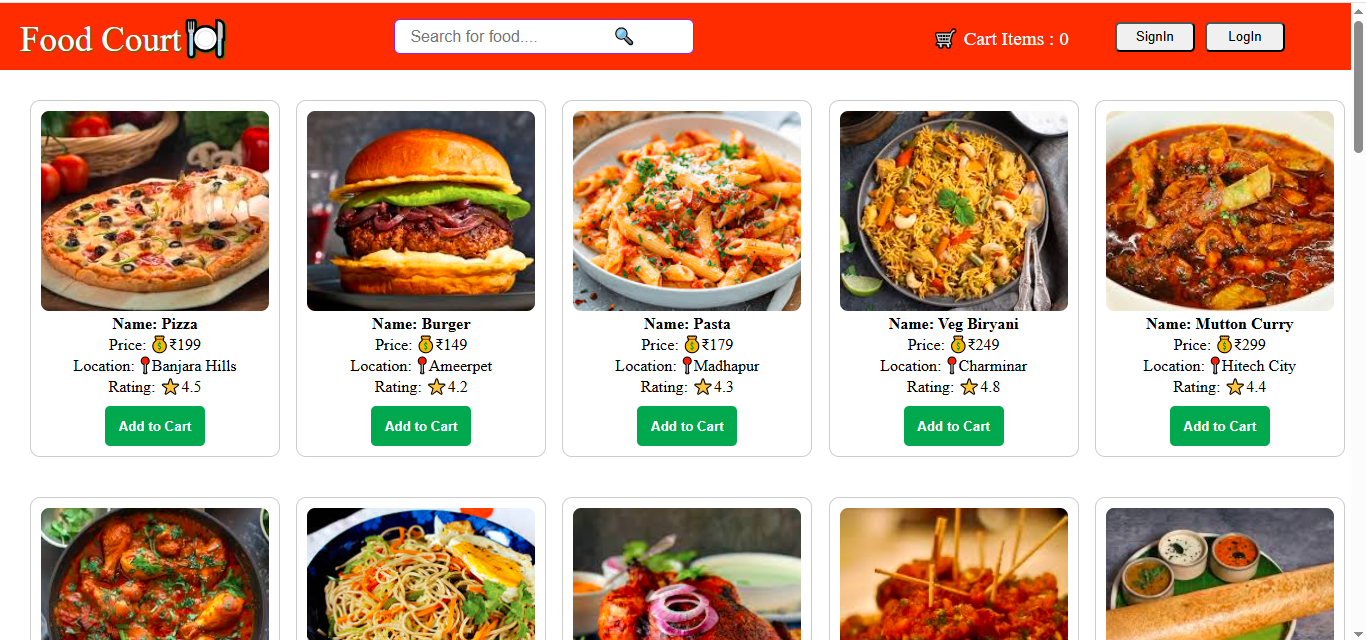 Food Court🍽️
Search for food.... 🔍
🛒 Cart Items : 0
SignIn
LogIn
Name: Pizza
Price: 💰₹199
Location: 📍Banjara Hills
Rating: ⭐4.5
Add to Cart
Name: Burger
Price: 💰₹149
Location: 📍Ameerpet
Rating: ⭐4.2
Add to Cart
Name: Pasta
Price: 💰₹179
Location: 📍Madhapur
Rating: ⭐4.3
Add to Cart
Name: Veg Biryani
Price: 💰₹249
Location: 📍Charminar
Rating: ⭐4.8
Add to Cart
Name: Mutton Curry
Price: 💰₹299
Location: 📍Hitech City
Rating: ⭐4.4
Add to Cart